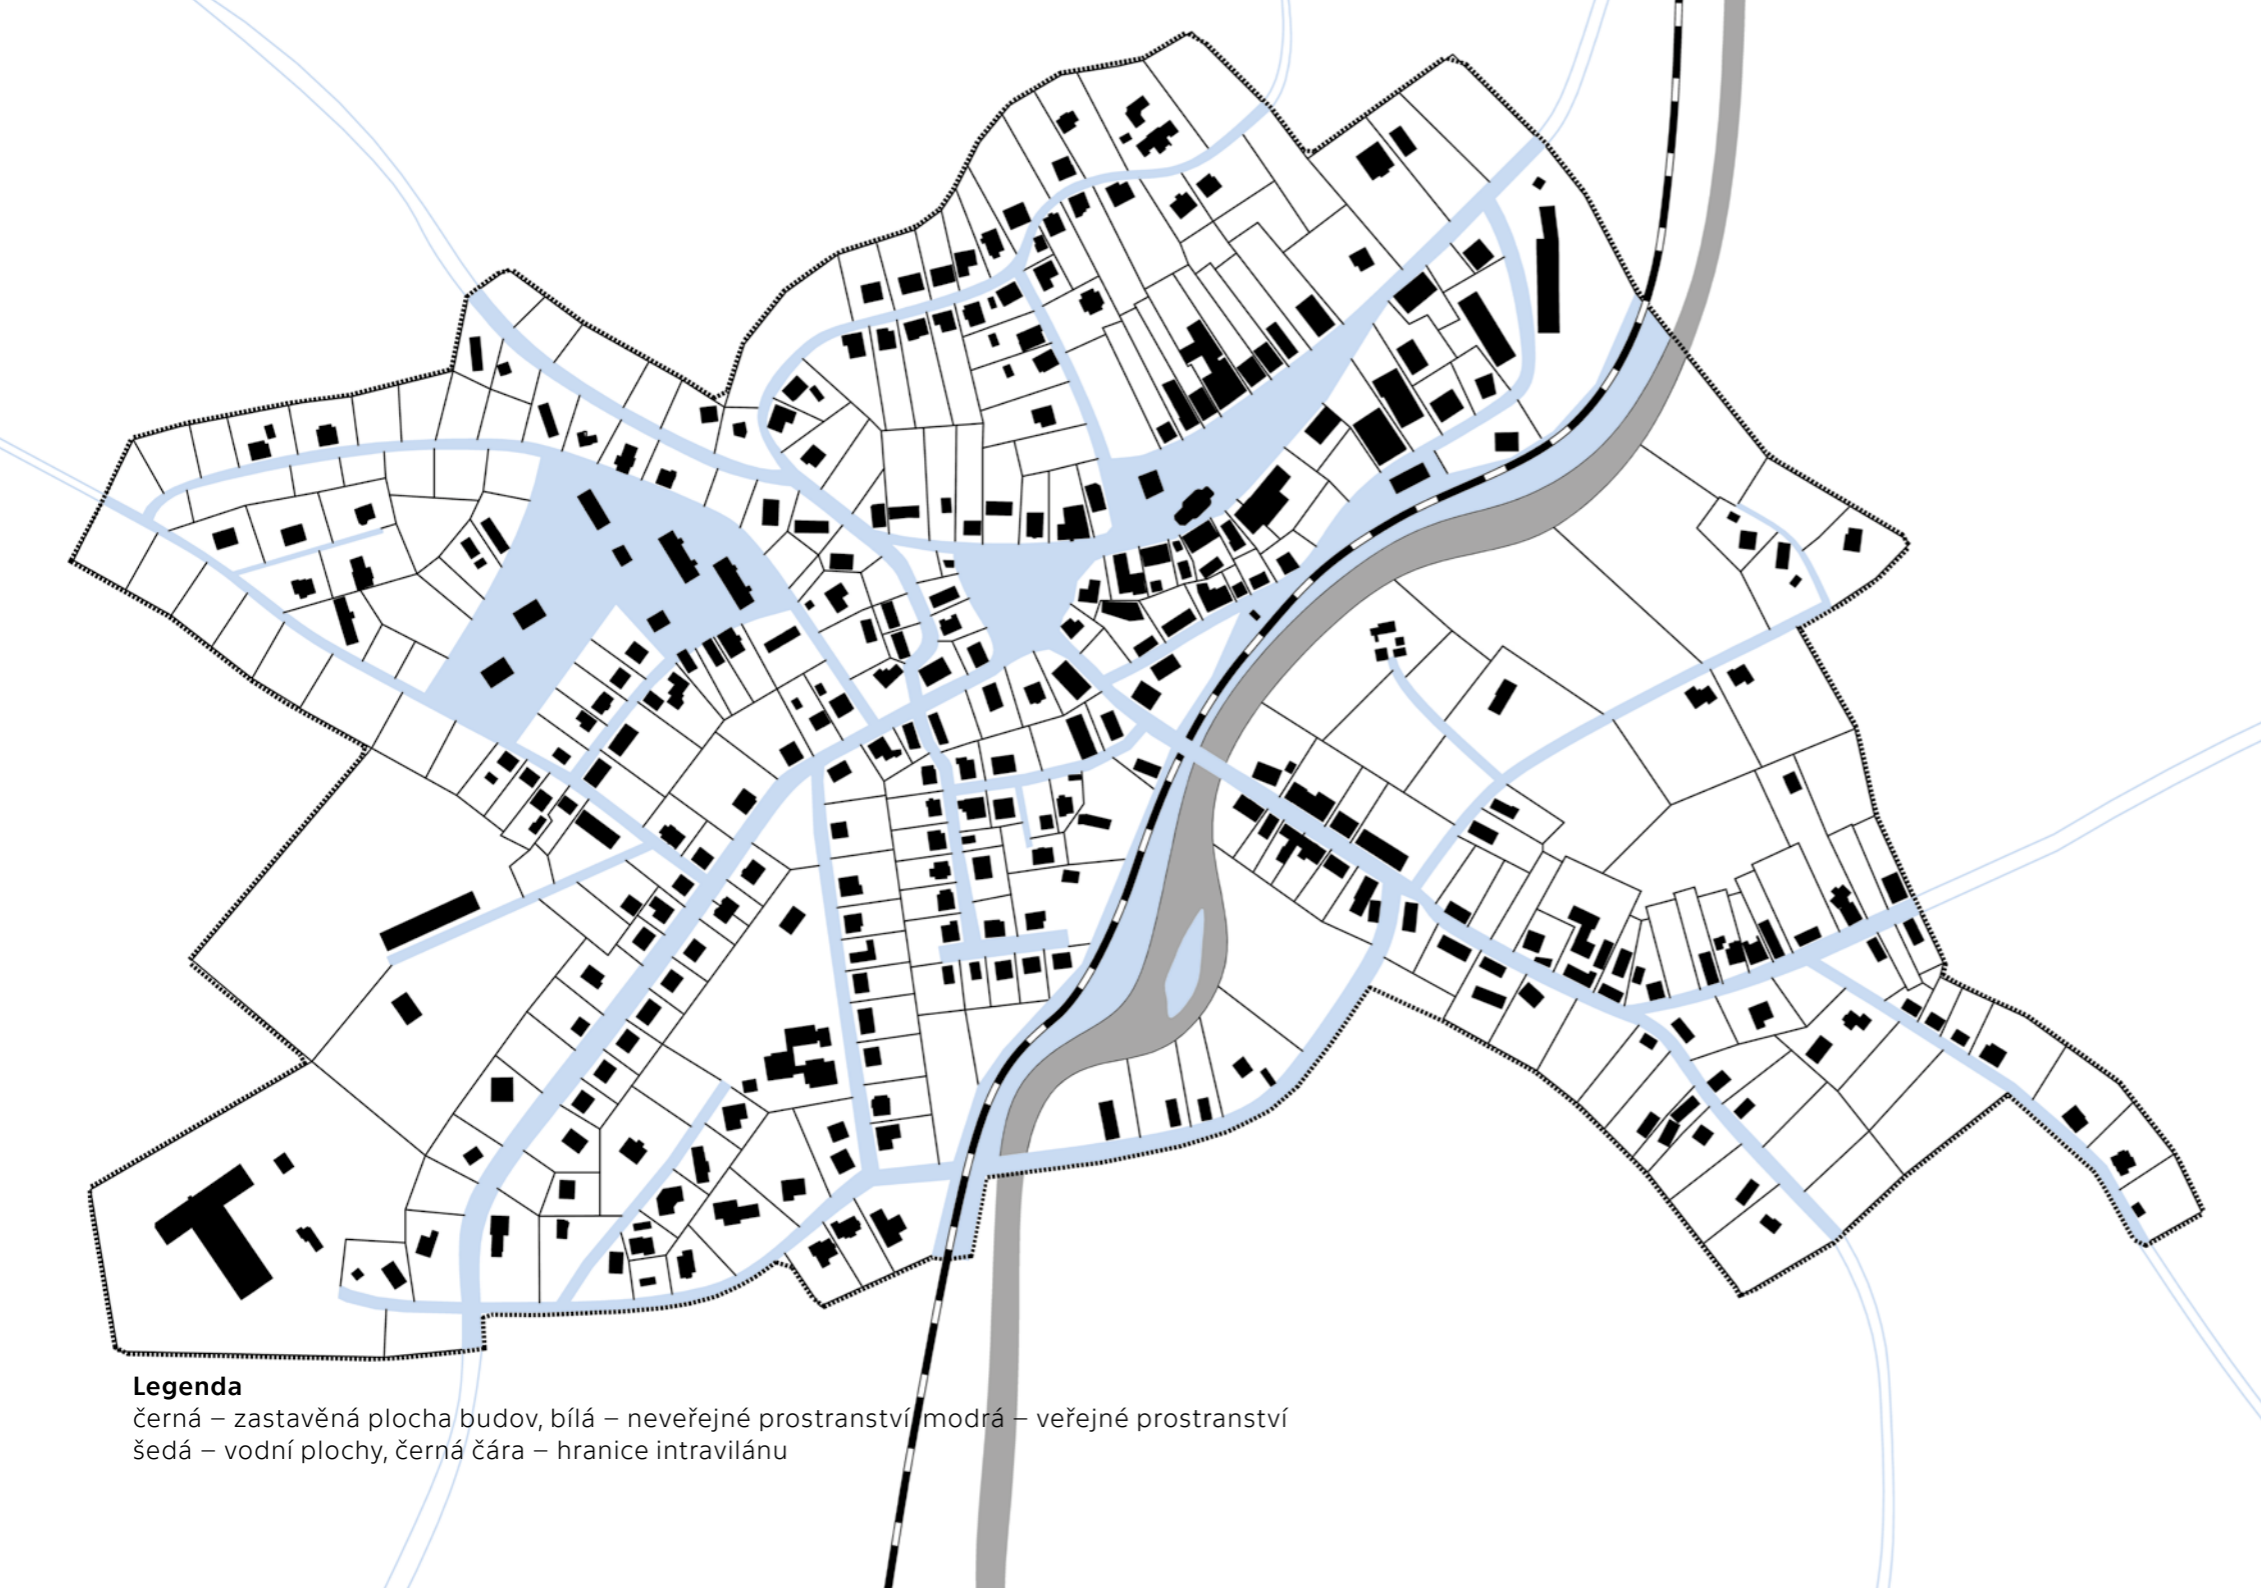 Legenda
černá – zastavěná plocha budov, bílá – neveřejné prostranství, modrá – veřejné prostranství
šedá – vodní plochy, černá čára – hranice intravilánu